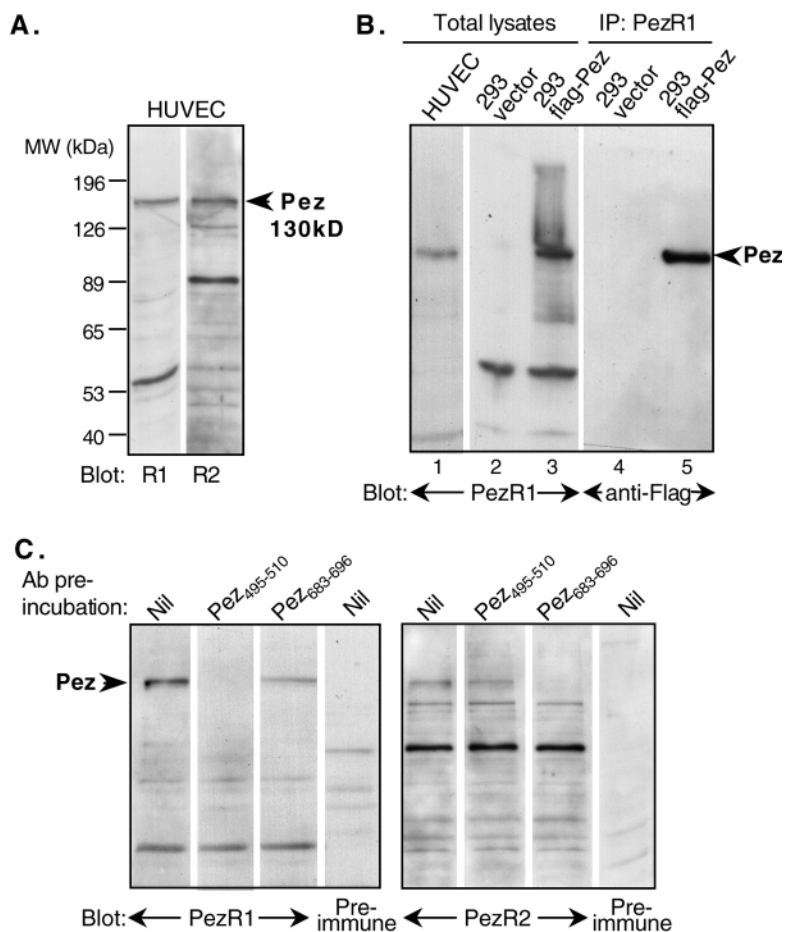 A.
HUVEC
MW (kDa)
196
126
89
65
53
40
Pez
130kD
Blot: R1 R2
B.
Total lysates IP: PezR1
HUVEC
293 vector
293 flag-Pez
293 vector
293 flag-Pez
Pez
1 2 3 4 5
Blot: PezR1 anti-Flag
C.
Ab pre-
incubation:
Nil
Pez495-510
Pez683-696
Nil
Nil
Pez495-510
Pez683-696
Nil
Pez
Blot: PezR1 Pre-
immune
PezR2 Pre-
immune